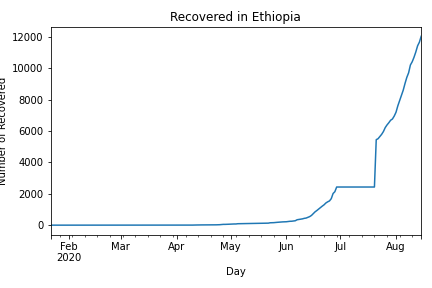 Recovered in Ethiopia
Number of Recovered
12000
10000
8000
6000
4000
2000
0
Feb Mar Apr May Jun Jul Aug
2020
Day